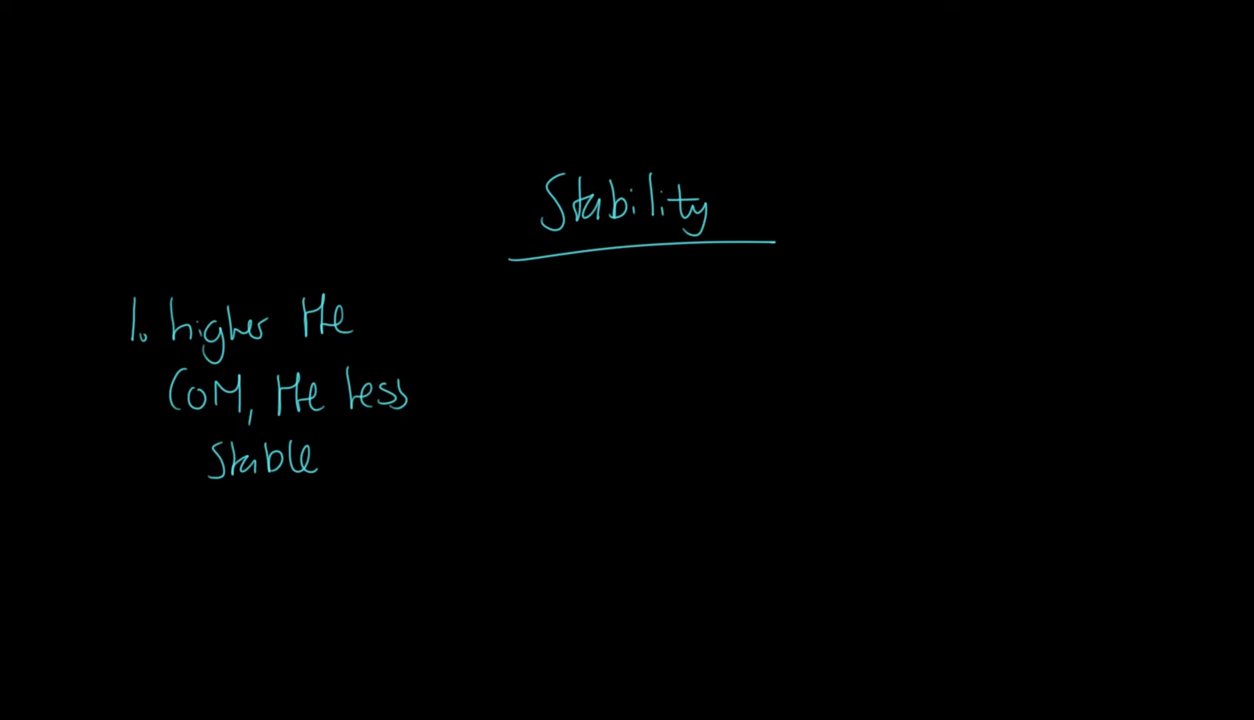 Stability
1. higher the
COM, the less
stable